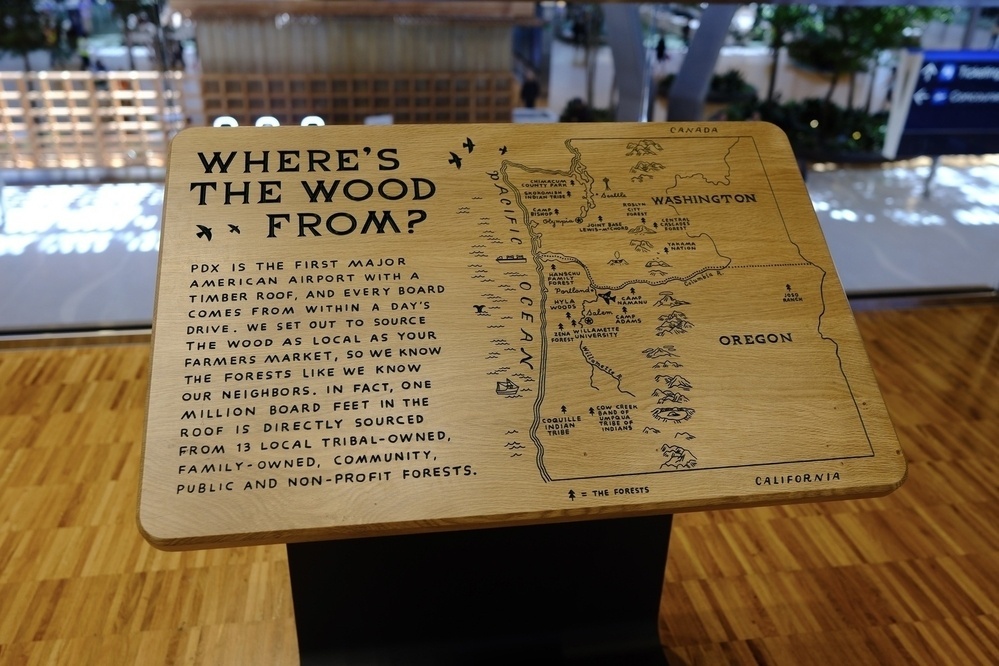 WHERE'S
THE WOOD
FROM?
PDX IS THE FIRST MAJOR
AMERICAN AIRPORT WITH A
TIMBER ROOF, AND EVERY BOARD
COMES FROM WITHIN A DAY'S
DRIVE. WE SET OUT TO SOURCE
THE WOOD AS LOCAL AS YOUR
FARMERS MARKET, SO WE KNOW
THE FORESTS LIKE WE KNOW
OUR NEIGHBORS. IN FACT, ONE
MILLION BOARD FEET IN THE
ROOF IS DIRECTLY SOURCED
FROM 13 LOCAL TRIBAL-OWNED,
FAMILY-OWNED, COMMUNITY,
PUBLIC AND NON-PROFIT FORESTS.
CANADA
PACIFIC OCEAN
CHIMACUM
COUNTY PARK
SKOKOMISH
INDIAN TRIBE
Seattle
CAMP
BISHOP
Olympia
JOINT BASE
LEWIS-McCHORD
ROSLYN
CITY
FOREST
WASHINGTON
CENTRAL
CASCADES
FOREST
YAKAMA
NATION
HANSCHU
FAMILY
FOREST
Columbia R.
Portland
CAMP
NAMANU
HYLA
WOODS
Salem
CAMP
ADAMS
ZENA
FOREST
WILLAMETTE
UNIVERSITY
Willamette R.
JOSO
RANCH
OREGON
COQUILLE
INDIAN
TRIBE
COW CREEK
BAND OF
UMPQUA
TRIBE OF
INDIANS
CALIFORNIA
= THE FORESTS
Ticketing
Concourse